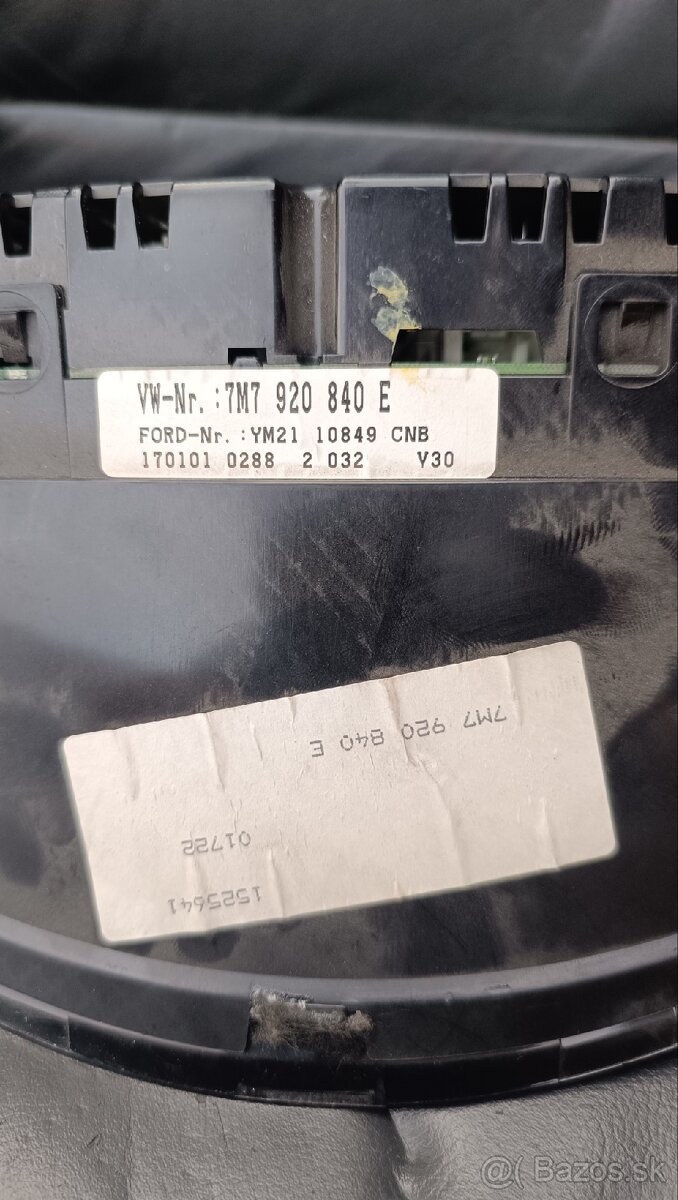 VW-Nr. :7M7 920 840 E
FORD-Nr. :YM21 10849 CNB
170101 0288 2 032 V30
7M7 920 840 E
01722
1525641
@( Bazos.sk